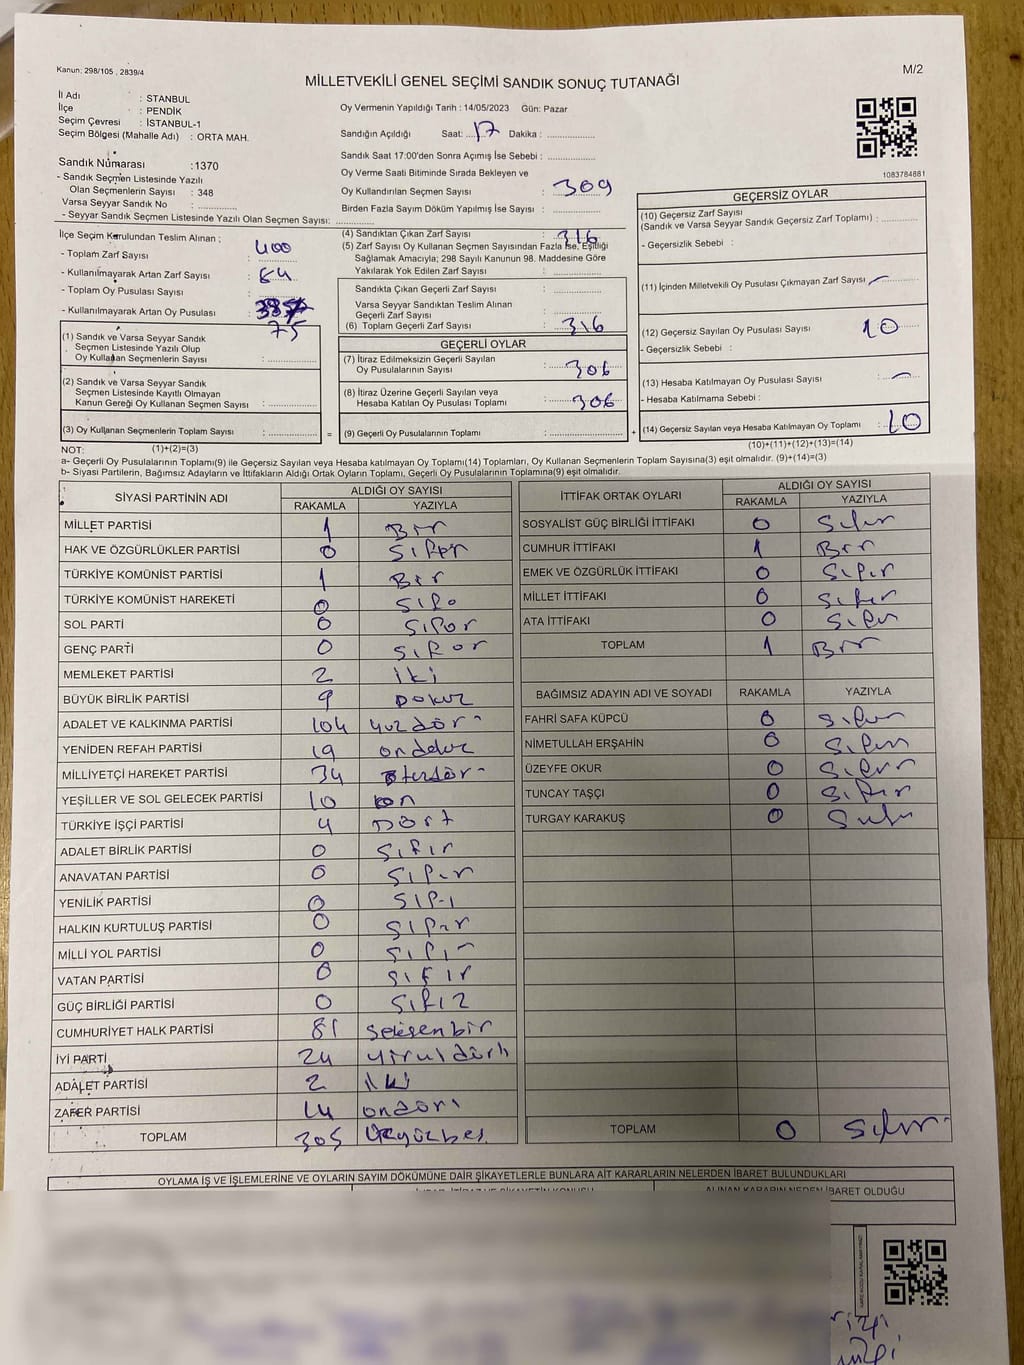 Kanun: 298/105 , 2839/4
M/2
MİLLETVEKİLİ GENEL SEÇİMİ SANDIK SONUÇ TUTANAĞI
İl Adı : STANBUL
İlçe : PENDİK
Seçim Çevresi : İSTANBUL-1
Seçim Bölgesi (Mahalle Adı) : ORTA MAH.
Sandık Numarası :1370
- Sandık Seçmen Listesinde Yazılı
Olan Seçmenlerin Sayısı : 348
Varsa Seyyar Sandık No :
- Seyyar Sandık Seçmen Listesinde Yazılı Olan Seçmen Sayısı:
Oy Vermenin Yapıldığı Tarih : 14/05/2023 Gün: Pazar
Sandığın Açıldığı Saat: 17 Dakika :
Sandık Saat 17:00'den Sonra Açımış İse Sebebi :
Oy Verme Saati Bitiminde Sırada Bekleyen ve
Oy Kullandırılan Seçmen Sayısı : 309
Birden Fazla Sayım Döküm Yapılmış İse Sayısı :
1083784881
İlçe Seçim Kurulundan Teslim Alınan ;
- Toplam Zarf Sayısı : 400
- Kullanılmayarak Artan Zarf Sayısı : 64
- Toplam Oy Pusulası Sayısı :
- Kullanılmayarak Artan Oy Pusulası :
75
(4) Sandıktan Çıkan Zarf Sayısı : 316
(5) Zarf Sayısı Oy Kullanan Seçmen Sayısından Fazla İse, Eşitliği
Sağlamak Amacıyla; 298 Sayılı Kanunun 98. Maddesine Göre
Yakılarak Yok Edilen Zarf Sayısı :
Sandıkta Çıkan Geçerli Zarf Sayısı :
Varsa Seyyar Sandıktan Teslim Alınan
Geçerli Zarf Sayısı :
(6) Toplam Geçerli Zarf Sayısı : 316
GEÇERSİZ OYLAR
(10) Geçersiz Zarf Sayısı
(Sandık ve Varsa Seyyar Sandık Geçersiz Zarf Toplamı) :
- Geçersizlik Sebebi :
(11) İçinden Milletvekili Oy Pusulası Çıkmayan Zarf Sayısı –
(12) Geçersiz Sayılan Oy Pusulası Sayısı 10
- Geçersizlik Sebebi :
(13) Hesaba Katılmayan Oy Pusulası Sayısı : –
- Hesaba Katılmama Sebebi :
(14) Geçersiz Sayılan veya Hesaba Katılmayan Oy Toplamı : 10
(1) Sandık ve Varsa Seyyar Sandık
Seçmen Listesinde Yazılı Olup
Oy Kullanan Seçmenlerin Sayısı :
(2) Sandık ve Varsa Seyyar Sandık
Seçmen Listesinde Kayıtlı Olmayan
Kanun Gereği Oy Kullanan Seçmen Sayısı :
(3) Oy Kullanan Seçmenlerin Toplam Sayısı :
GEÇERLİ OYLAR
(7) İtiraz Edilmeksizin Geçerli Sayılan
Oy Pusulalarının Sayısı : 306
(8) İtiraz Üzerine Geçerli Sayılan veya
Hesaba Katılan Oy Pusulası Toplamı : 306
= (9) Geçerli Oy Pusulalarının Toplamı : +
NOT: (1)+(2)=(3)
(10)+(11)+(12)+(13)=(14)
a- Geçerli Oy Pusulalarının Toplamı(9) ile Geçersiz Sayılan veya Hesaba katılmayan Oy Toplamı(14) Toplamları, Oy Kullanan Seçmenlerin Toplam Sayısına(3) eşit olmalıdır. (9)+(14)=(3)
b- Siyasi Partilerin, Bağımsız Adayların ve İttifakların Aldığı Ortak Oyların Toplamı, Geçerli Oy Pusulalarının Toplamına(9) eşit olmalıdır.
SİYASİ PARTİNİN ADI ALDIĞI OY SAYISI
RAKAMLA YAZIYLA
MİLLET PARTİSİ 1 Bir
HAK VE ÖZGÜRLÜKLER PARTİSİ 0 Sıfır
TÜRKİYE KOMÜNİST PARTİSİ 1 Bir
TÜRKİYE KOMÜNİST HAREKETİ 0
SOL PARTİ 0 Sıfır
GENÇ PARTİ 0 Sıfır
MEMLEKET PARTİSİ 2 iki
BÜYÜK BİRLİK PARTİSİ 9 Dokuz
ADALET VE KALKINMA PARTİSİ 104 yüzdör
YENİDEN REFAH PARTİSİ 19
MİLLİYETÇİ HAREKET PARTİSİ 34
YEŞİLLER VE SOL GELECEK PARTİSİ 10 on
TÜRKİYE İŞÇİ PARTİSİ 4 Dört
ADALET BİRLİK PARTİSİ 0 Sıfır
ANAVATAN PARTİSİ 0 Sıfır
YENİLİK PARTİSİ 0
HALKIN KURTULUŞ PARTİSİ 0 Sıfır
MİLLİ YOL PARTİSİ 0 Sıfır
VATAN PARTİSİ 0 Sıfır
GÜÇ BİRLİĞİ PARTİSİ 0
CUMHURİYET HALK PARTİSİ 81 seksenbir
İYİ PARTİ 24
ADALET PARTİSİ 2 iki
ZAFER PARTİSİ 14
TOPLAM 305 Üçyüzbeş
İTTİFAK ORTAK OYLARI ALDIĞI OY SAYISI
RAKAMLA YAZIYLA
SOSYALİST GÜÇ BİRLİĞİ İTTİFAKI 0 Sıfır
CUMHUR İTTİFAKI 1 Bir
EMEK VE ÖZGÜRLÜK İTTİFAKI 0 Sıfır
MİLLET İTTİFAKI 0 Sıfır
ATA İTTİFAKI 0 Sıfır
TOPLAM 1 Bir
BAĞIMSIZ ADAYIN ADI VE SOYADI RAKAMLA YAZIYLA
FAHRİ SAFA KÜPCÜ 0 Sıfır
NİMETULLAH ERŞAHİN 0 Sıfır
ÜZEYFE OKUR 0 Sıfır
TUNCAY TAŞÇI 0 Sıfır
TURGAY KARAKUŞ 0 Sıfır
TOPLAM 0 Sıfır
OYLAMA İŞ VE İŞLEMLERİNE VE OYLARIN SAYIM DÖKÜMÜNE DAİR ŞİKAYETLERLE BUNLARA AİT KARARLARIN NELERDEN İBARET BULUNDUKLARI
ALINAN KARARIN NEDEN İBARET OLDUĞU